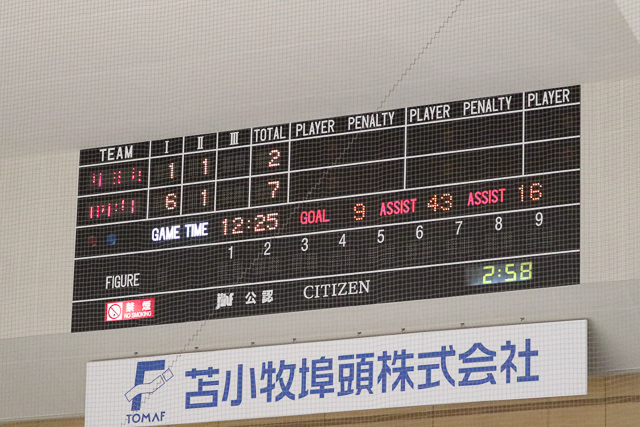 TEAM I II III TOTAL PLAYER PENALTY PLAYER PENALTY PLAYER
1 1 2
6 1 7
GAME TIME 12:25 GOAL 9 ASSIST 43 ASSIST 16
1 2 3 4 5 6 7 8 9
FIGURE
禁煙 NO SMOKING 公認 CITIZEN 2:58
TOMAF 苫小牧埠頭株式会社